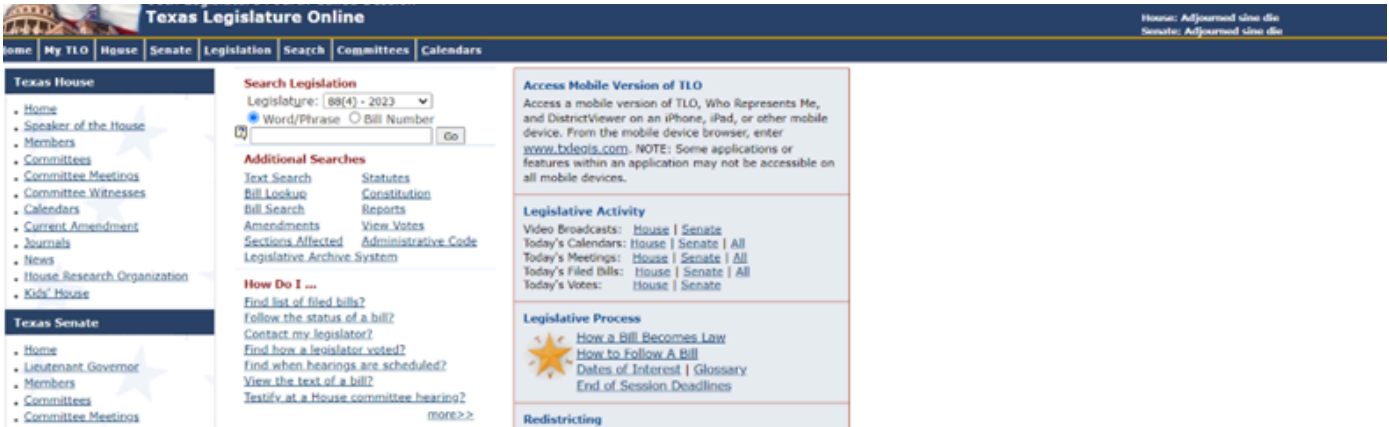 Texas Legislature Online
House: Adjourned sine die
Senate: Adjourned sine die
ome My TLO House Senate Legislation Search Committees Calendars
Texas House
Home
Speaker of the House
Members
Committees
Committee Meetings
Committee Witnesses
Calendars
Current Amendment
Journals
News
House Research Organization
Kids' House
Texas Senate
Home
Lieutenant Governor
Members
Committees
Committee Meetings
Search Legislation
Legislature: 88(4) - 2023
Word/Phrase Bill Number
Go
Additional Searches
Text Search Statutes
Bill Lookup Constitution
Bill Search Reports
Amendments View Votes
Sections Affected Administrative Code
Legislative Archive System
How Do I ...
Find list of filed bills?
Follow the status of a bill?
Contact my legislator?
Find how a legislator voted?
Find when hearings are scheduled?
View the text of a bill?
Testify at a House committee hearing?
more>>
Access Mobile Version of TLO
Access a mobile version of TLO, Who Represents Me,
and DistrictViewer on an iPhone, iPad, or other mobile
device. From the mobile device browser, enter
www.txlegis.com. NOTE: Some applications or
features within an application may not be accessible on
all mobile devices.
Legislative Activity
Video Broadcasts: House | Senate
Today's Calendars: House | Senate | All
Today's Meetings: House | Senate | All
Today's Filed Bills: House | Senate | All
Today's Votes: House | Senate
Legislative Process
How a Bill Becomes Law
How to Follow A Bill
Dates of Interest | Glossary
End of Session Deadlines
Redistricting